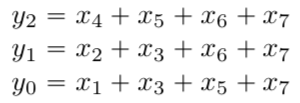 y₂ = x₄ + x₅ + x₆ + x₇
y₁ = x₂ + x₃ + x₆ + x₇
y₀ = x₁ + x₃ + x₅ + x₇